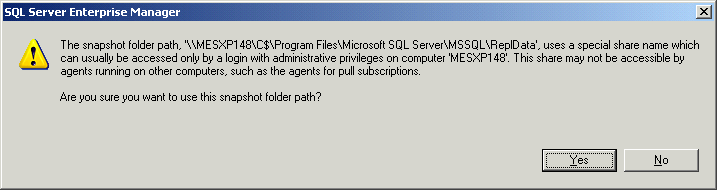 SQL Server Enterprise Manager
The snapshot folder path, '\\MESXP148\C$\Program Files\Microsoft SQL Server\MSSQL\ReplData', uses a special share name which
can usually be accessed only by a login with administrative privileges on computer 'MESXP148'. This share may not be accessible by
agents running on other computers, such as the agents for pull subscriptions.
Are you sure you want to use this snapshot folder path?
Yes No